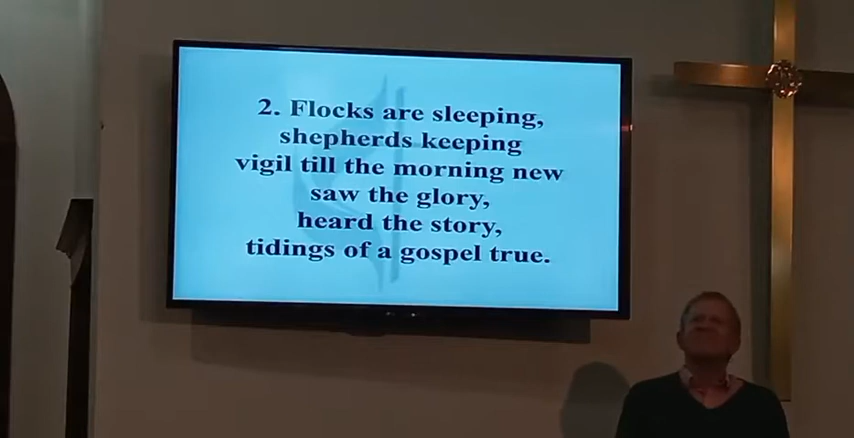 2. Flocks are sleeping,
shepherds keeping
vigil till the morning new
saw the glory,
heard the story,
tidings of a gospel true.